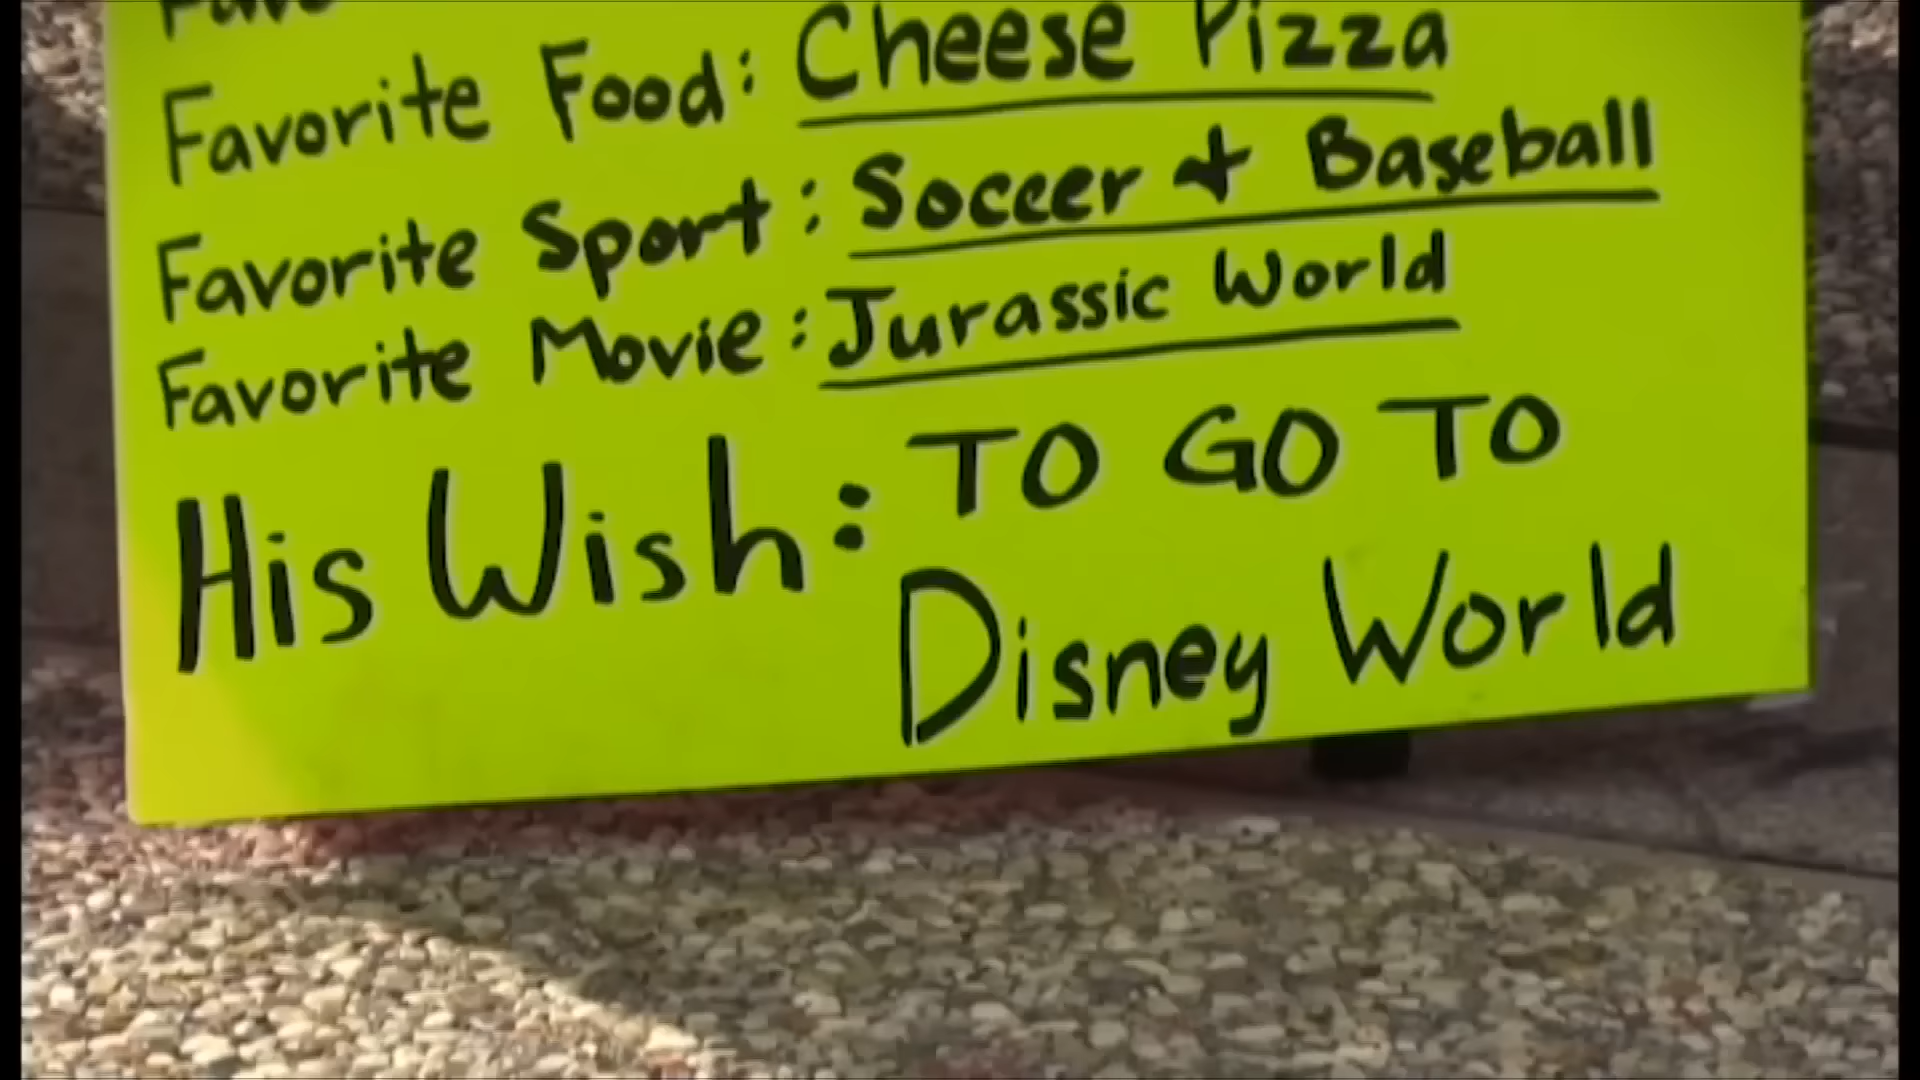 Favorite Food: Cheese Pizza
Favorite Sport: Soccer + Baseball
Favorite Movie: Jurassic World
His Wish: TO GO TO
Disney World